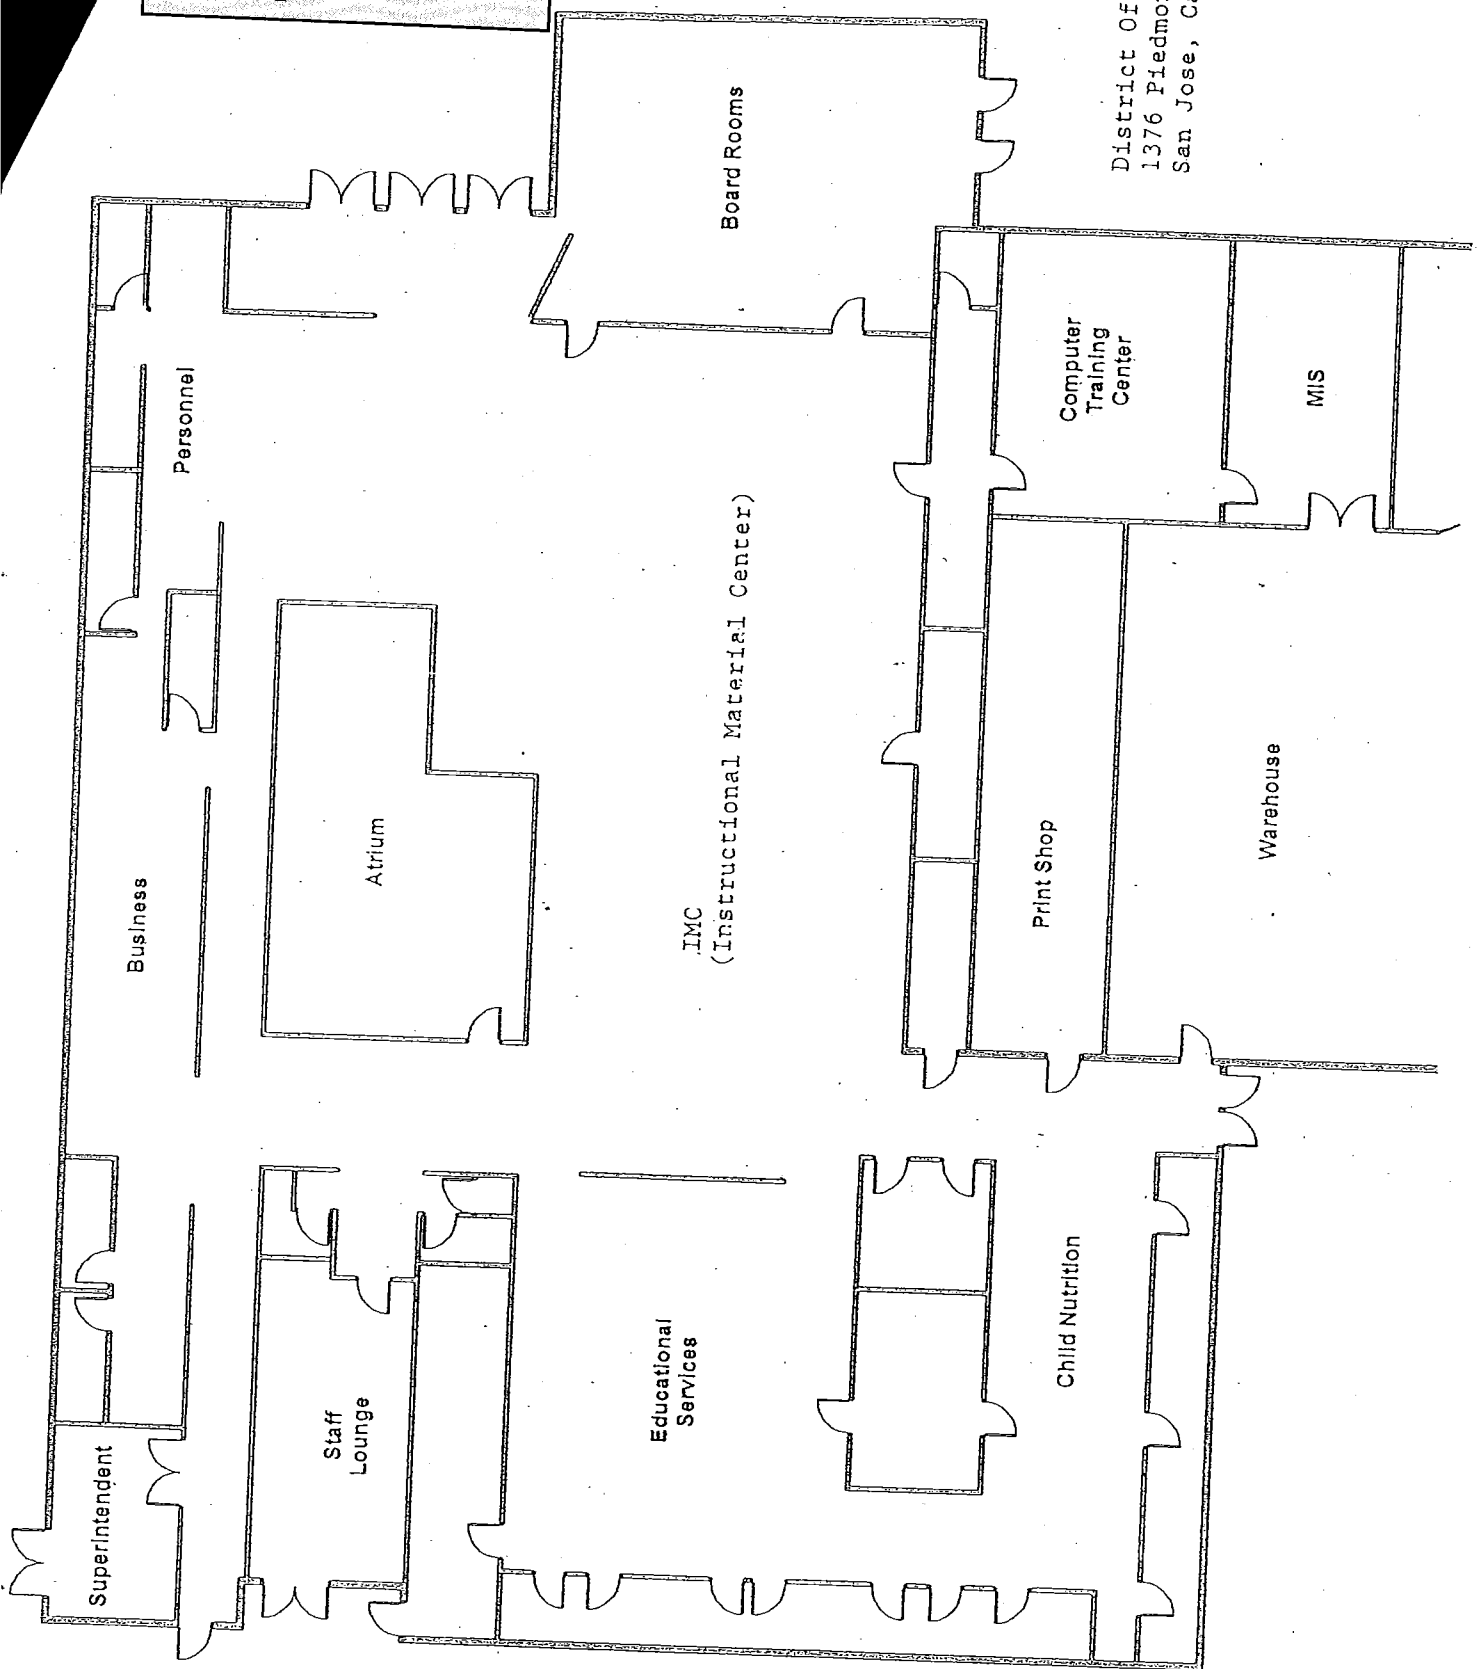 Superintendent
Business
Personnel
Staff
Lounge
Atrium
Educational
Services
IMC
(Instructional Material Center)
Board Rooms
Child Nutrition
Print Shop
Computer
Training
Center
Warehouse
MIS
District Of
1376 Piedmo
San Jose, Ca